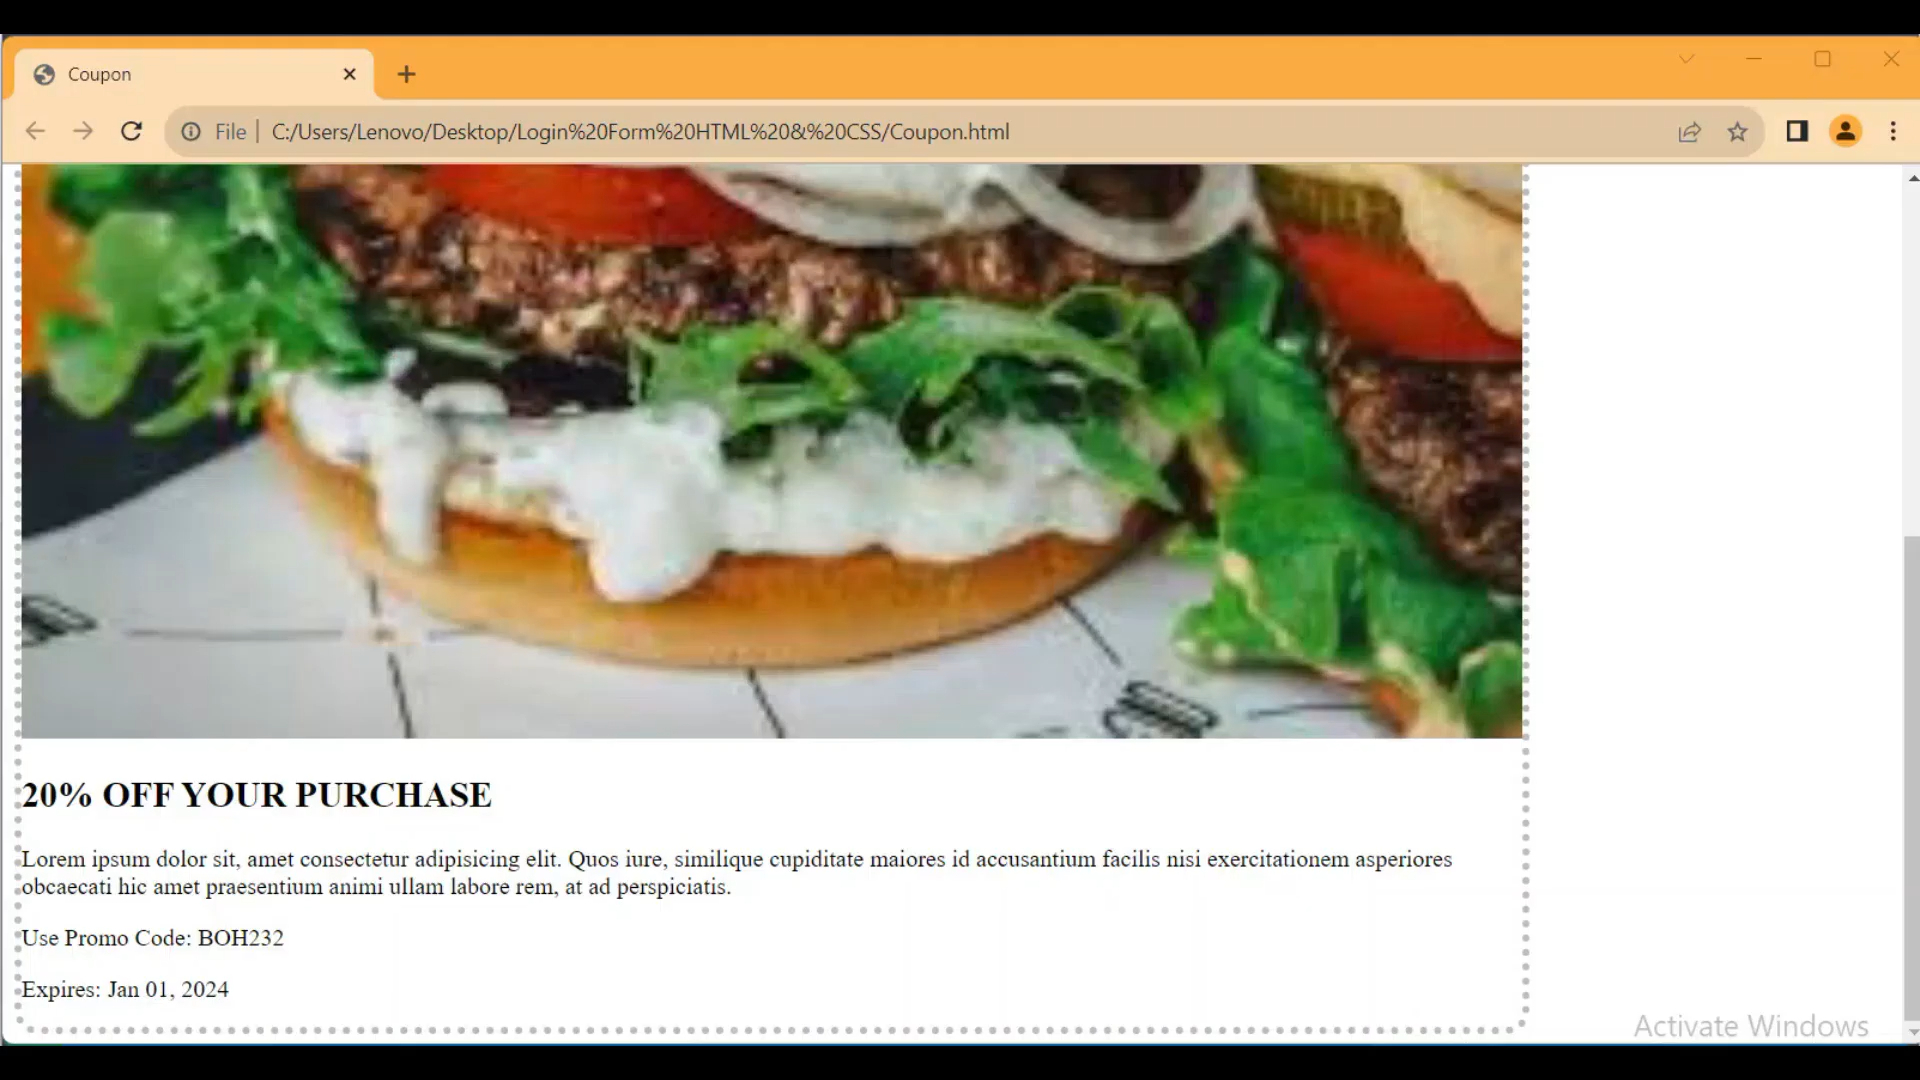 Coupon
File
C:/Users/Lenovo/Desktop/Login%20Form%20HTML%20&%20CSS/Coupon.html
20% OFF YOUR PURCHASE
Lorem ipsum dolor sit, amet consectetur adipisicing elit. Quos iure, similique cupiditate maiores id accusantium facilis nisi exercitationem asperiores
obcaecati hic amet praesentium animi ullam labore rem, at ad perspiciatis.
Use Promo Code: BOH232
Expires: Jan 01, 2024
Activate Windows